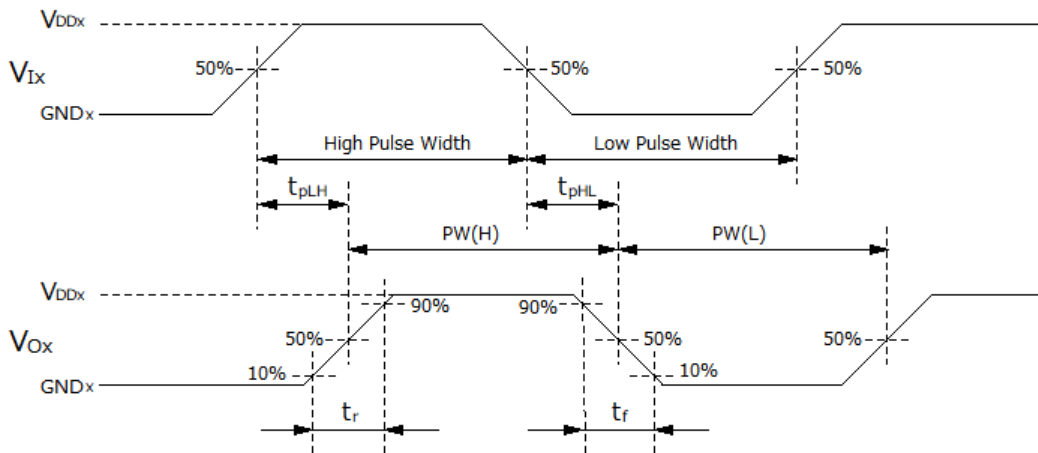 VDDx
50%
50%
50%
VIx
GNDx
High Pulse Width
Low Pulse Width
tpLH
tpHL
PW(H)
PW(L)
VDDx
90%
90%
VOx
50%
50%
50%
10%
10%
GNDx
tr
tf